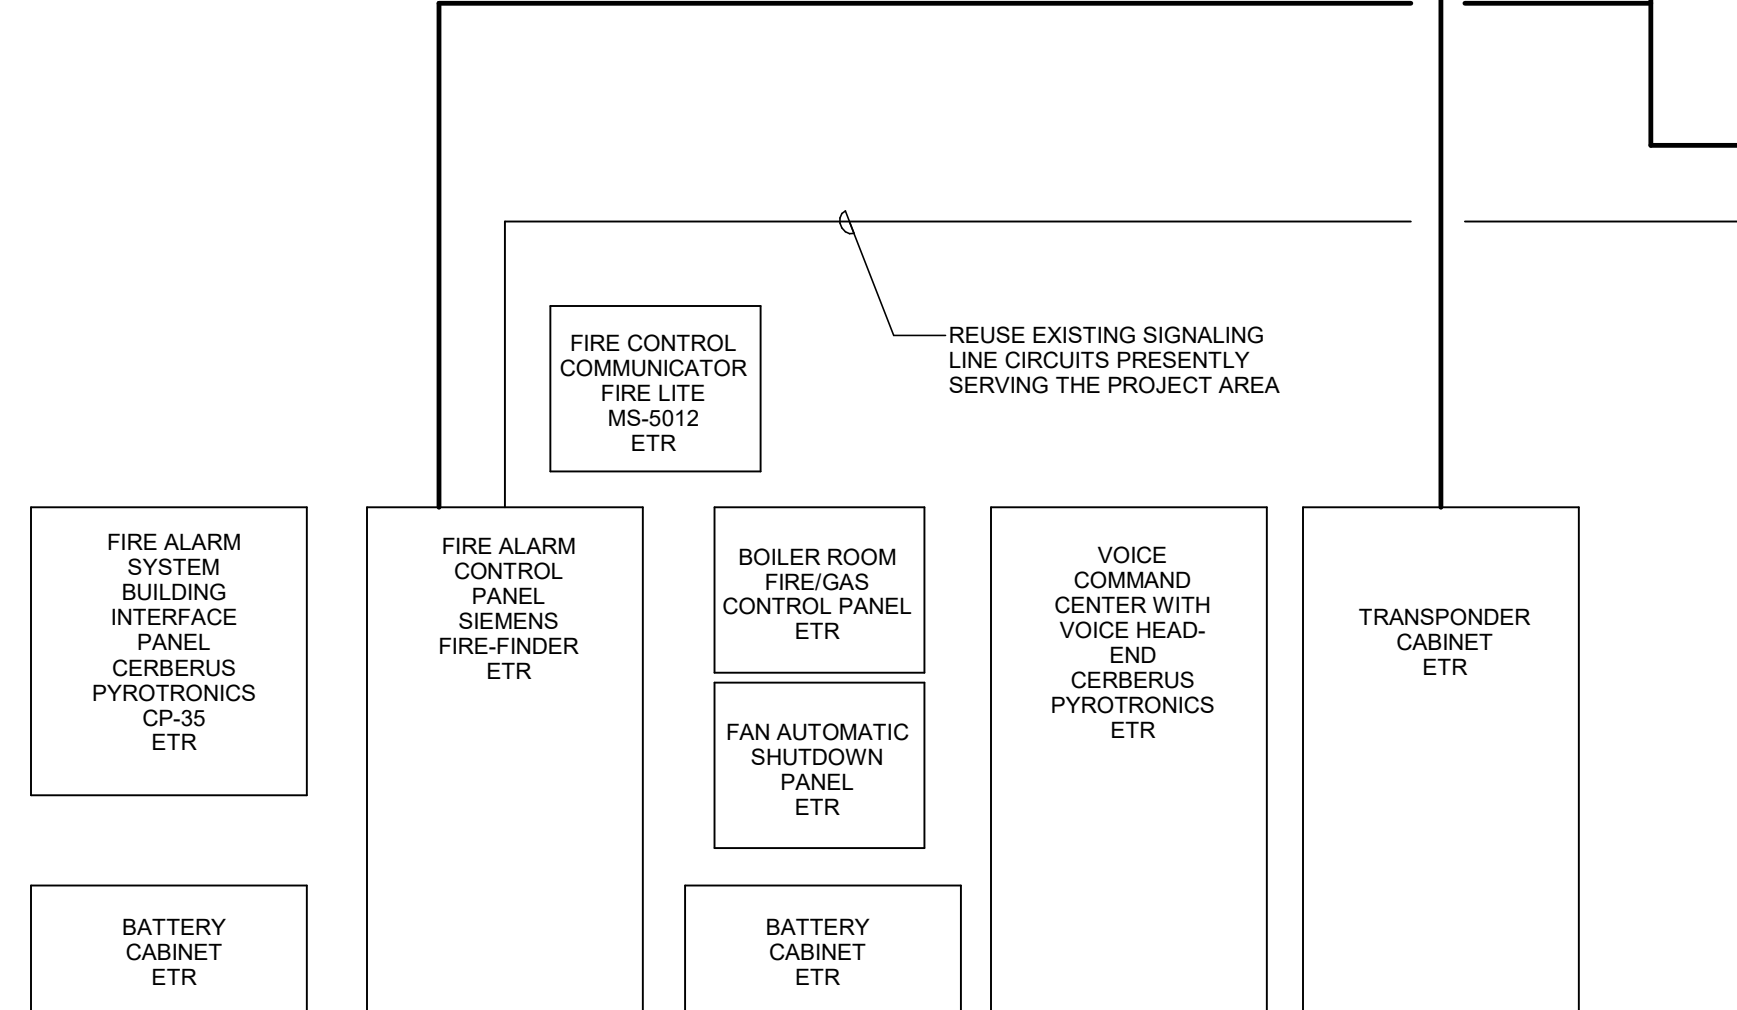 FIRE CONTROL
COMMUNICATOR
FIRE LITE
MS-5012
ETR
REUSE EXISTING SIGNALING
LINE CIRCUITS PRESENTLY
SERVING THE PROJECT AREA
FIRE ALARM
SYSTEM
BUILDING
INTERFACE
PANEL
CERBERUS
PYROTRONICS
CP-35
ETR
FIRE ALARM
CONTROL
PANEL
SIEMENS
FIRE-FINDER
ETR
BOILER ROOM
FIRE/GAS
CONTROL PANEL
ETR
FAN AUTOMATIC
SHUTDOWN
PANEL
ETR
VOICE
COMMAND
CENTER WITH
VOICE HEAD-
END
CERBERUS
PYROTRONICS
ETR
TRANSPONDER
CABINET
ETR
BATTERY
CABINET
ETR
BATTERY
CABINET
ETR